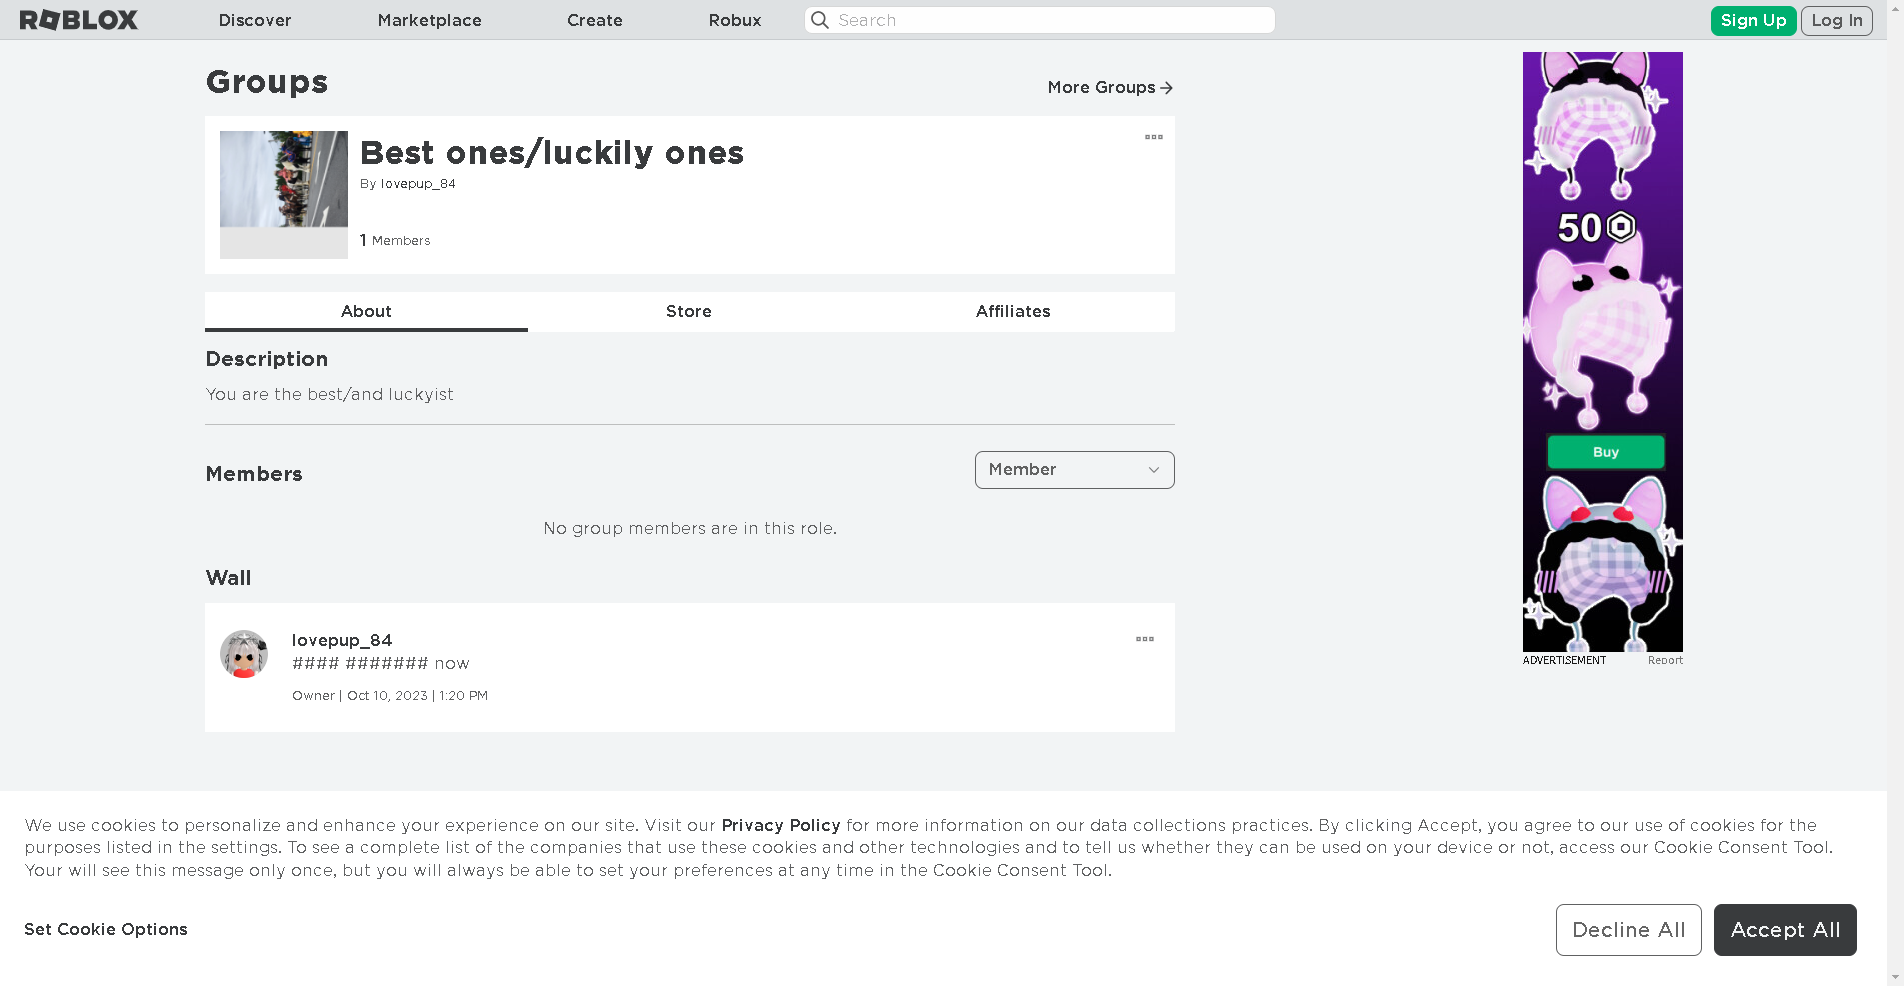 ROBLOX Discover Marketplace Create Robux Search Sign Up Log In
Groups
More Groups
Best ones/luckily ones
By lovepup_84
1 Members
About Store Affiliates
Description
You are the best/and luckyist
Members
Member
No group members are in this role.
Wall
lovepup_84
#### ####### now
Owner | Oct 10, 2023 | 1:20 PM
50
Buy
ADVERTISEMENT Report
We use cookies to personalize and enhance your experience on our site. Visit our Privacy Policy for more information on our data collections practices. By clicking Accept, you agree to our use of cookies for the
purposes listed in the settings. To see a complete list of the companies that use these cookies and other technologies and to tell us whether they can be used on your device or not, access our Cookie Consent Tool.
Your will see this message only once, but you will always be able to set your preferences at any time in the Cookie Consent Tool.
Set Cookie Options
Decline All
Accept All